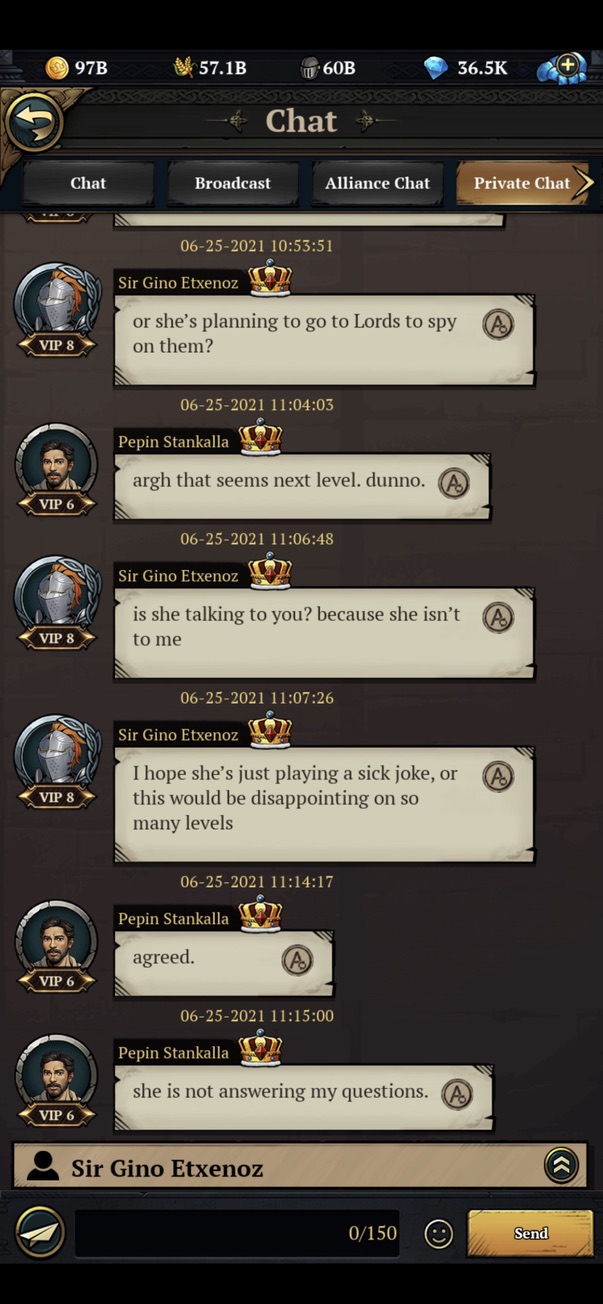 97B
57.1B
60B
36.5K
Chat
Chat
Broadcast
Alliance Chat
Private Chat
06-25-2021 10:53:51
Sir Gino Etxenoz
VIP 8
or she's planning to go to Lords to spy
on them?
06-25-2021 11:04:03
Pepin Stankalla
VIP 6
argh that seems next level. dunno.
06-25-2021 11:06:48
Sir Gino Etxenoz
VIP 8
is she talking to you? because she isn't
to me
06-25-2021 11:07:26
Sir Gino Etxenoz
VIP 8
I hope she's just playing a sick joke, or
this would be disappointing on so
many levels
06-25-2021 11:14:17
Pepin Stankalla
VIP 6
agreed.
06-25-2021 11:15:00
Pepin Stankalla
VIP 6
she is not answering my questions.
Sir Gino Etxenoz
0/150
Send